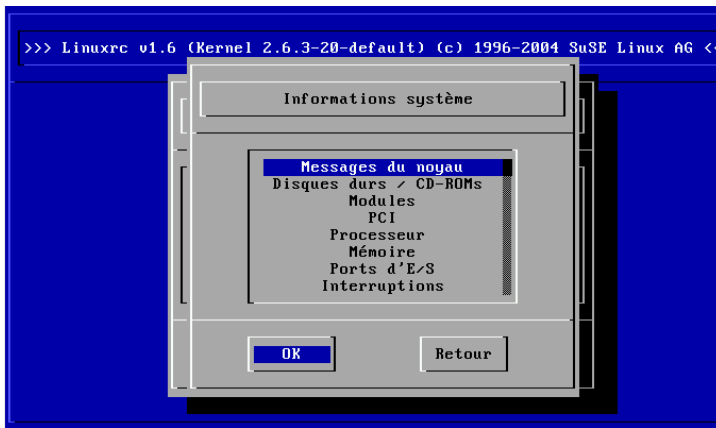 >>> Linuxrc v1.6 (Kernel 2.6.3-20-default) (c) 1996-2004 SuSE Linux AG <
Informations système
Messages du noyau
Disques durs / CD-ROMs
Modules
PCI
Processeur
Mémoire
Ports d'E/S
Interruptions
OK
Retour